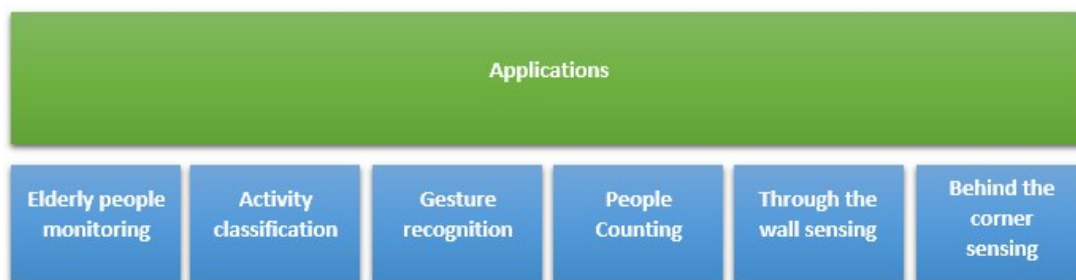 Applications
Elderly people
monitoring
Activity
classification
Gesture
recognition
People
Counting
Through the
wall sensing
Behind the
corner
sensing